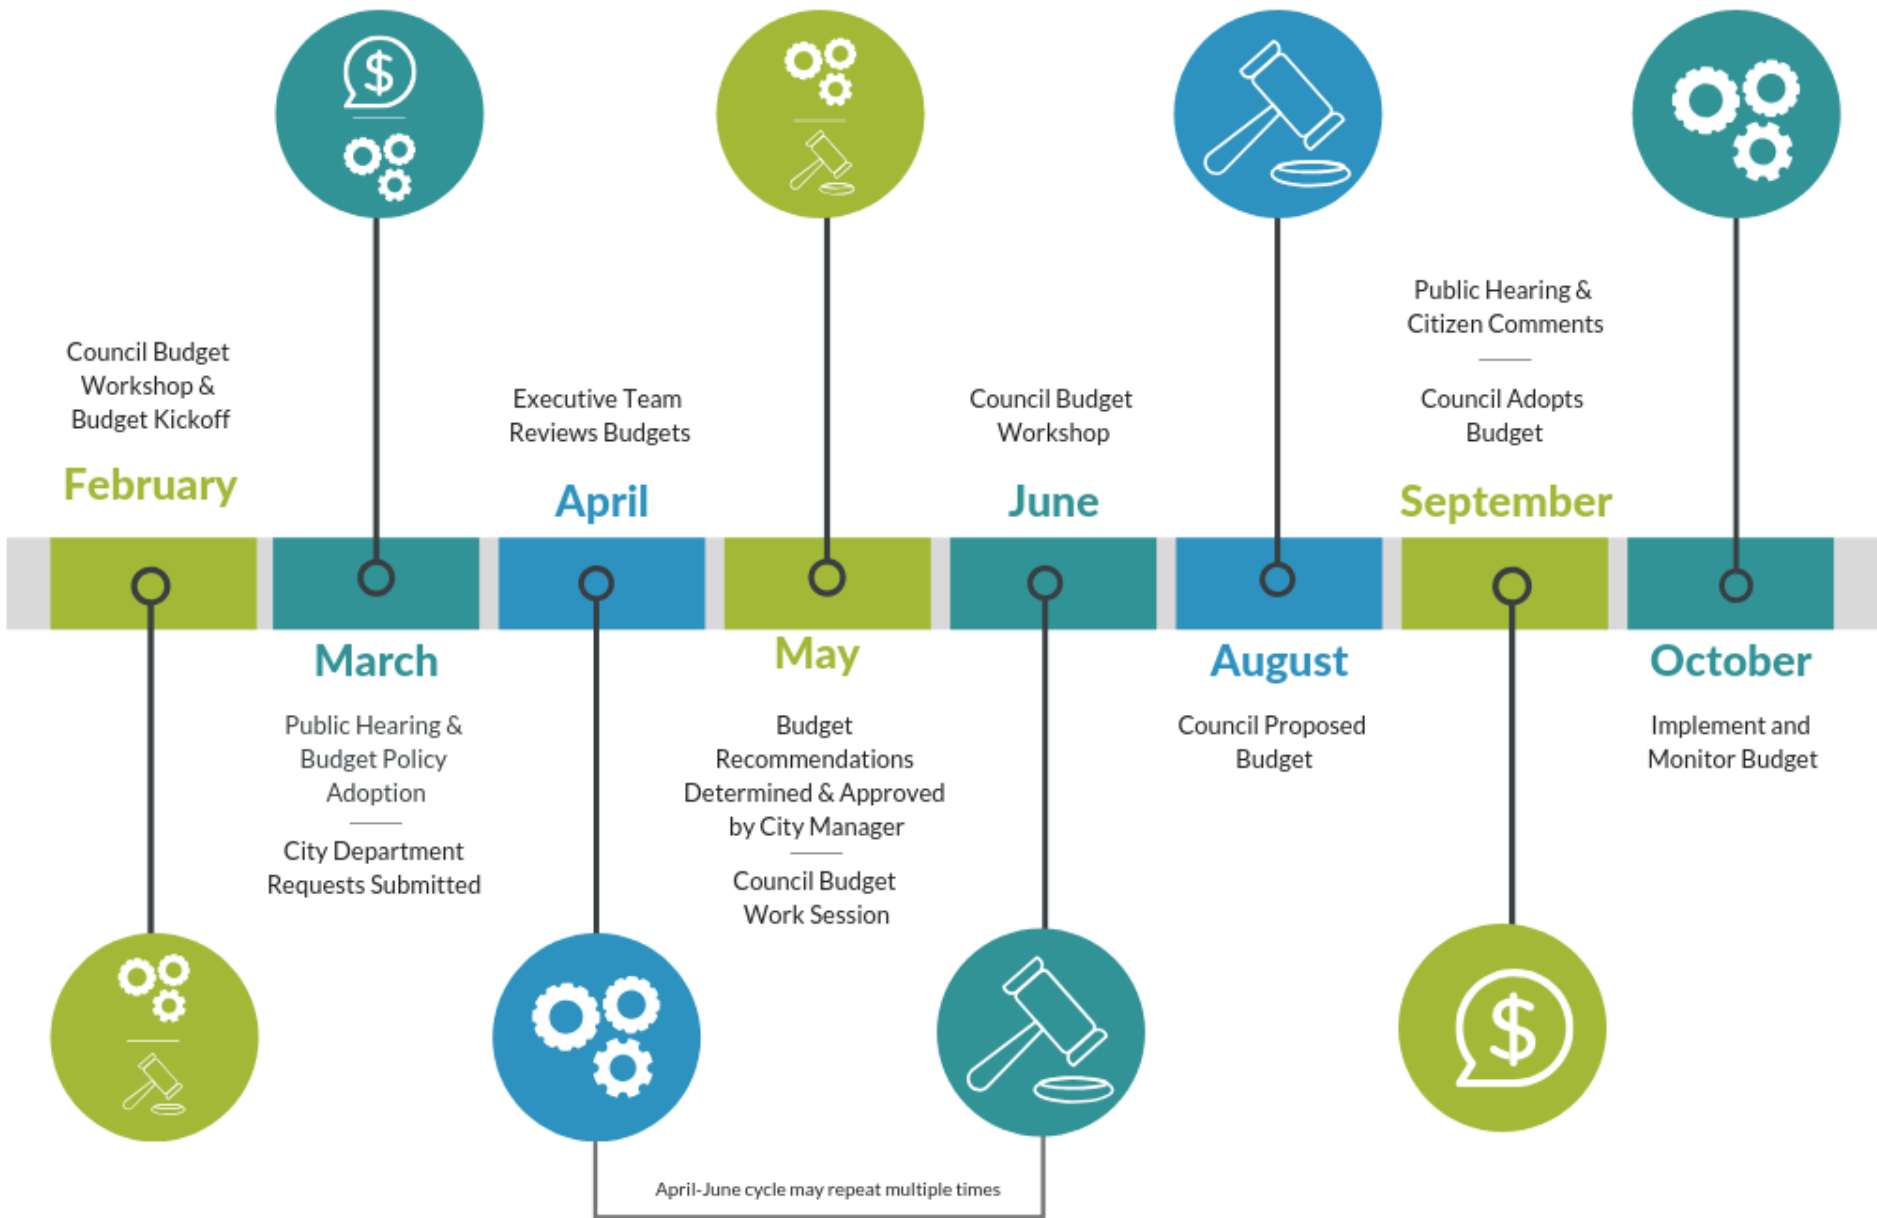 Council Budget
Workshop &
Budget Kickoff
February
March
Public Hearing &
Budget Policy
Adoption
City Department
Requests Submitted
Executive Team
Reviews Budgets
April
May
Budget
Recommendations
Determined & Approved
by City Manager
Council Budget
Work Session
Council Budget
Workshop
June
August
Council Proposed
Budget
Public Hearing &
Citizen Comments
Council Adopts
Budget
September
October
Implement and
Monitor Budget
$
$
April-June cycle may repeat multiple times